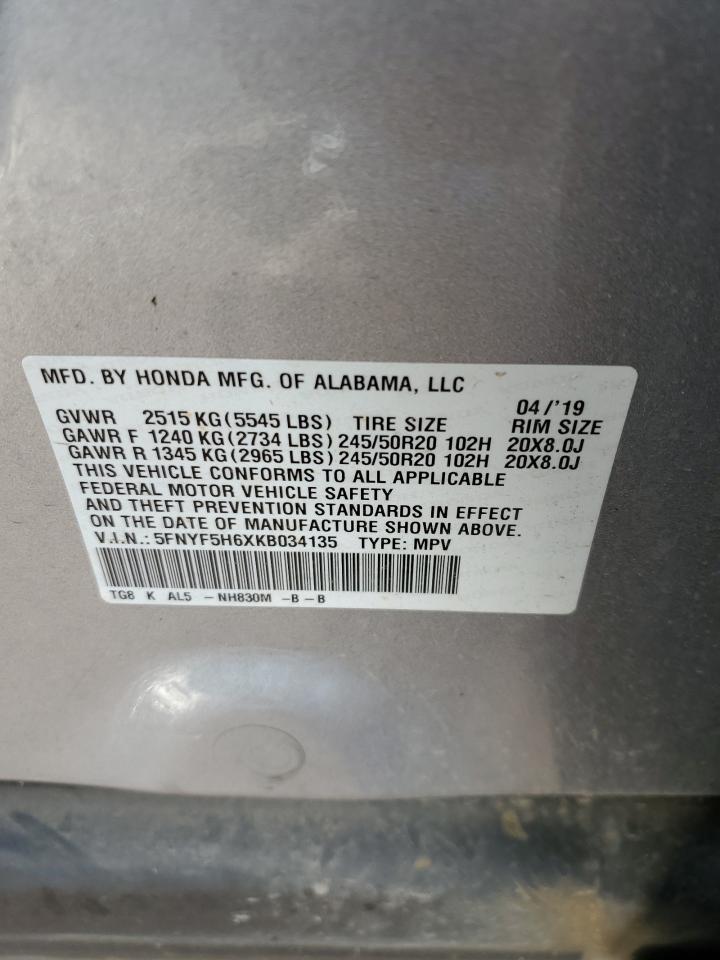 MFD. BY HONDA MFG. OF ALABAMA, LLC
04/'19
GVWR 2515 KG (5545 LBS) TIRE SIZE RIM SIZE
GAWR F 1240 KG (2734 LBS) 245/50R20 102H 20X8.0J
GAWR R 1345 KG (2965 LBS) 245/50R20 102H 20X8.0J
THIS VEHICLE CONFORMS TO ALL APPLICABLE
FEDERAL MOTOR VEHICLE SAFETY
AND THEFT PREVENTION STANDARDS IN EFFECT
ON THE DATE OF MANUFACTURE SHOWN ABOVE.
V.I.N.: 5FNYF5H6XKB034135 TYPE: MPV
TG8 K AL5 -NH830M -B-B